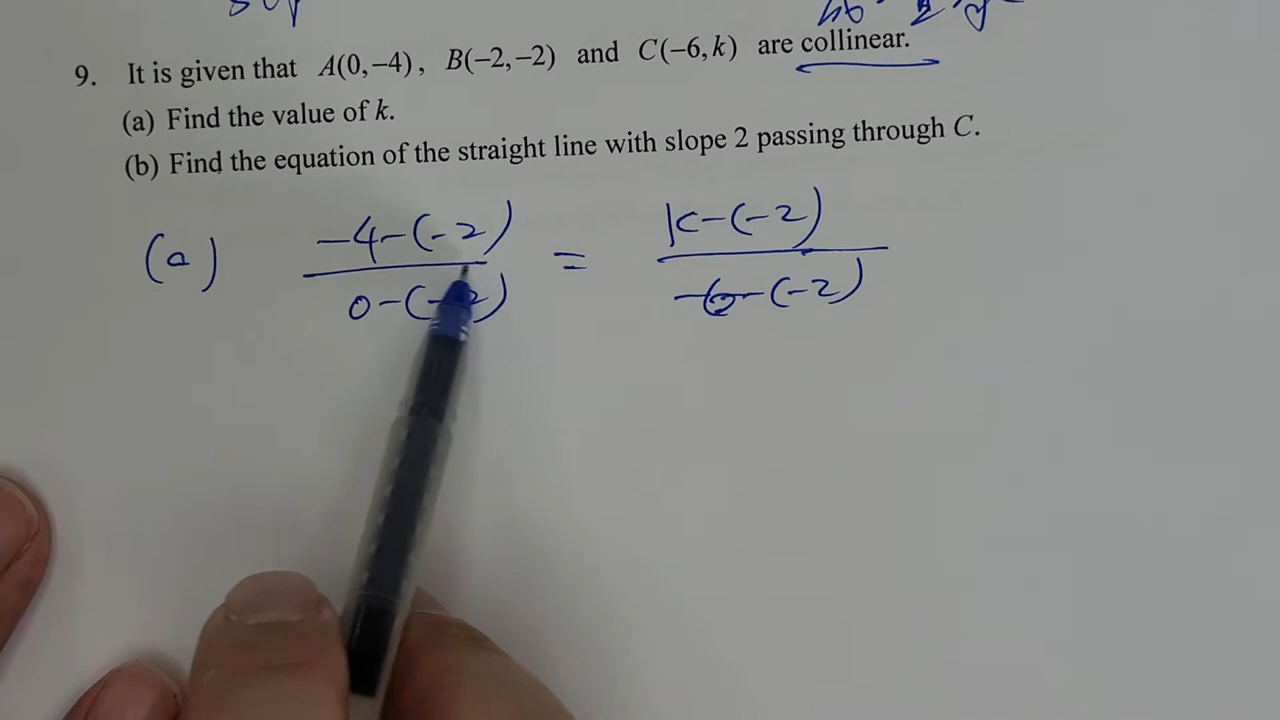 9. It is given that A(0,−4), B(−2,−2) and C(−6,k) are collinear.
(a) Find the value of k.
(b) Find the equation of the straight line with slope 2 passing through C.
(a) −4−(−2) / 0−(−2) = k−(−2) / −6−(−2)